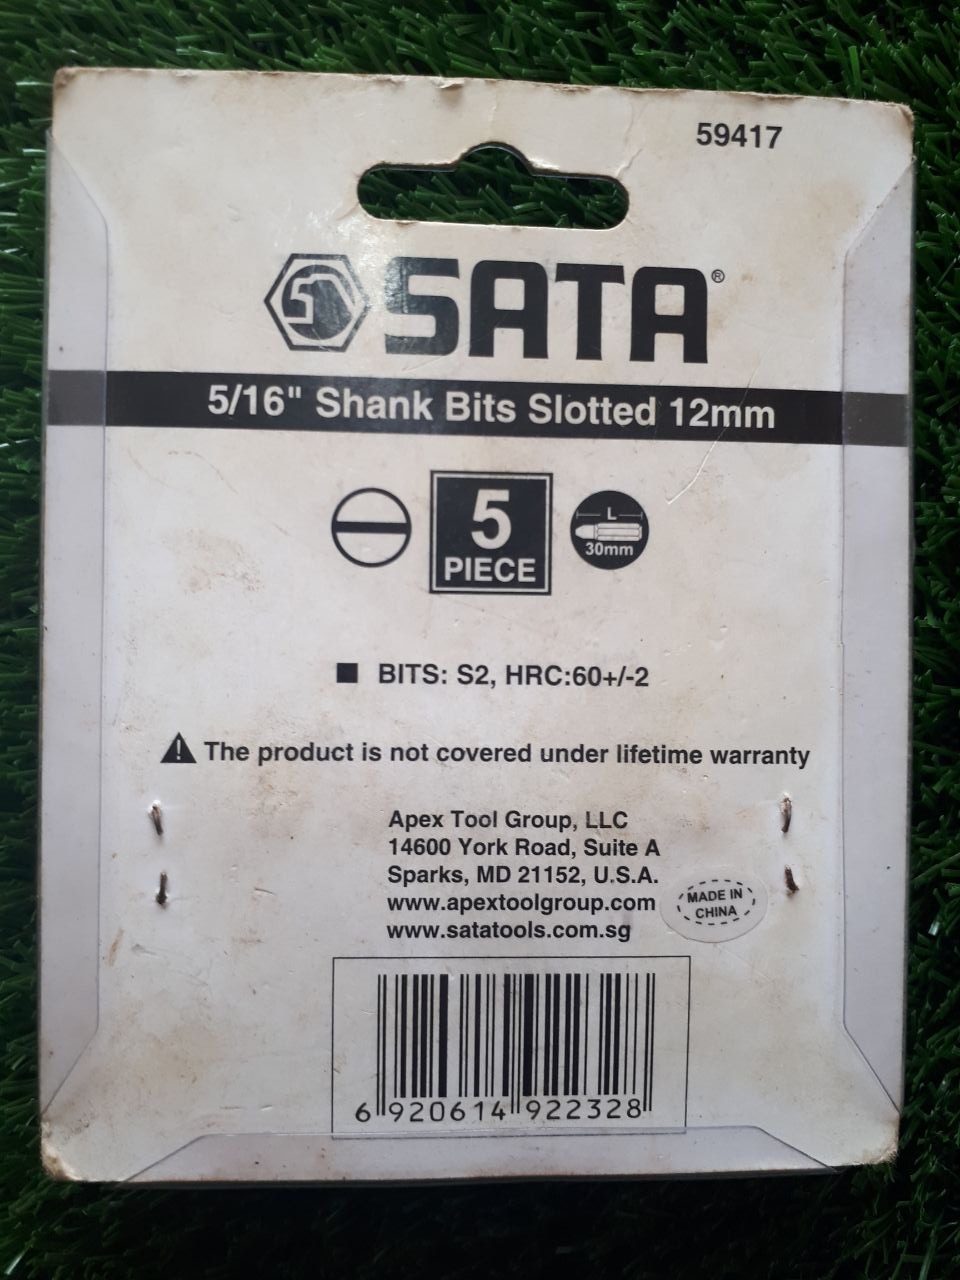 59417
SATA®
5/16" Shank Bits Slotted 12mm
5
PIECE
L
30mm
BITS: S2, HRC:60+/-2
The product is not covered under lifetime warranty
Apex Tool Group, LLC
14600 York Road, Suite A
Sparks, MD 21152, U.S.A.
www.apextoolgroup.com
www.satatools.com.sg
MADE IN
CHINA
6 920614 922328